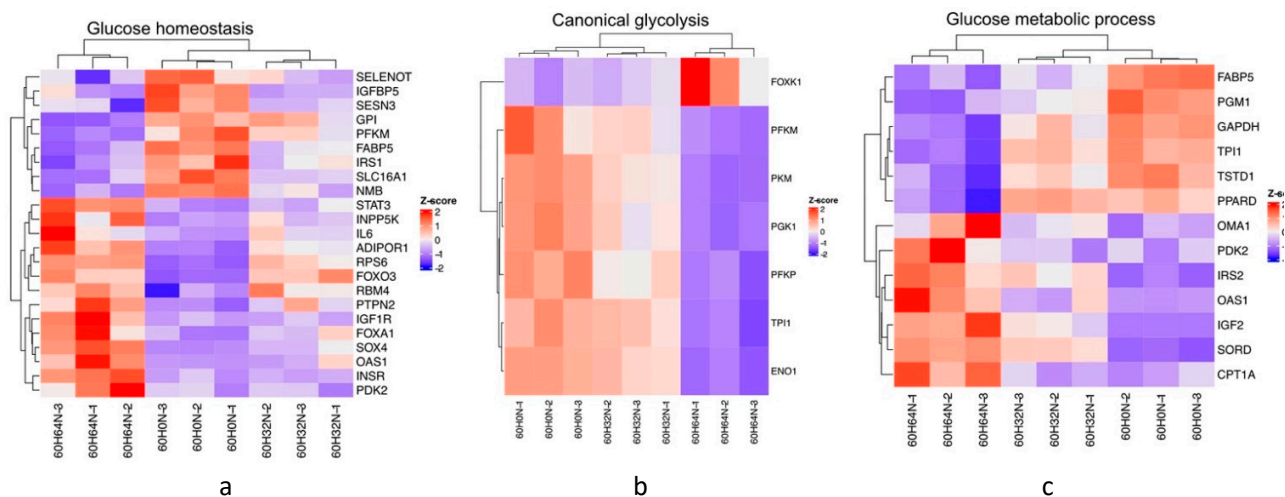 Glucose homeostasis
SELENOT
IGFBP5
SESN3
GPI
PFKM
FABP5
IRS1
SLC16A1
NMB
STAT3
INPP5K
IL6
ADIPOR1
RPS6
FOXO3
RBM4
PTPN2
IGF1R
FOXA1
SOX4
OAS1
INSR
PDK2
Z-score
2
1
0
-1
-2
60H64N-3
60H64N-1
60H64N-2
60H0N-3
60H0N-2
60H0N-1
60H32N-2
60H32N-3
60H32N-1
a
Canonical glycolysis
FOXK1
PFKM
PKM
PGK1
PFKP
TPI1
ENO1
Z-score
2
1
0
-1
-2
60H0N-1
60H0N-2
60H0N-3
60H32N-2
60H32N-3
60H32N-1
60H64N-1
60H64N-2
60H64N-3
b
Glucose metabolic process
FABP5
PGM1
GAPDH
TPI1
TSTD1
PPARD
OMA1
PDK2
IRS2
OAS1
IGF2
SORD
CPT1A
Z-sc
2
1
0
60H64N-1
60H64N-2
60H64N-3
60H32N-3
60H32N-2
60H32N-1
60H0N-2
60H0N-1
60H0N-3
c